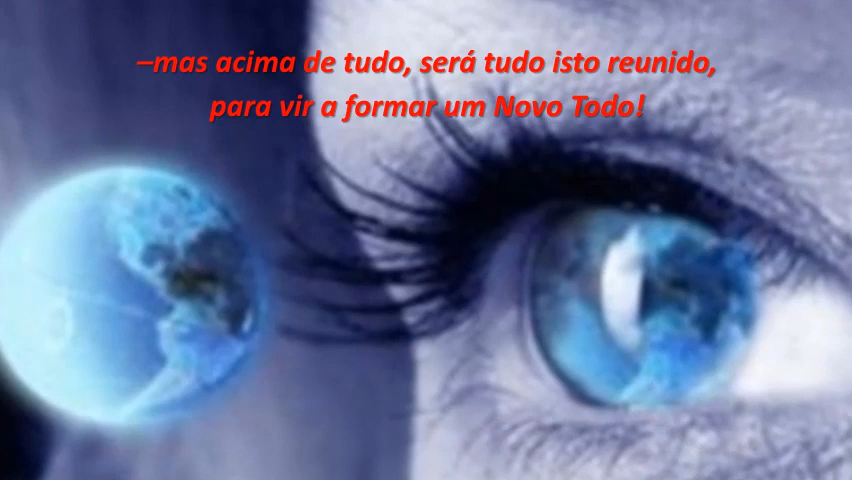 –mas acima de tudo, será tudo isto reunido,
para vir a formar um Novo Todo!